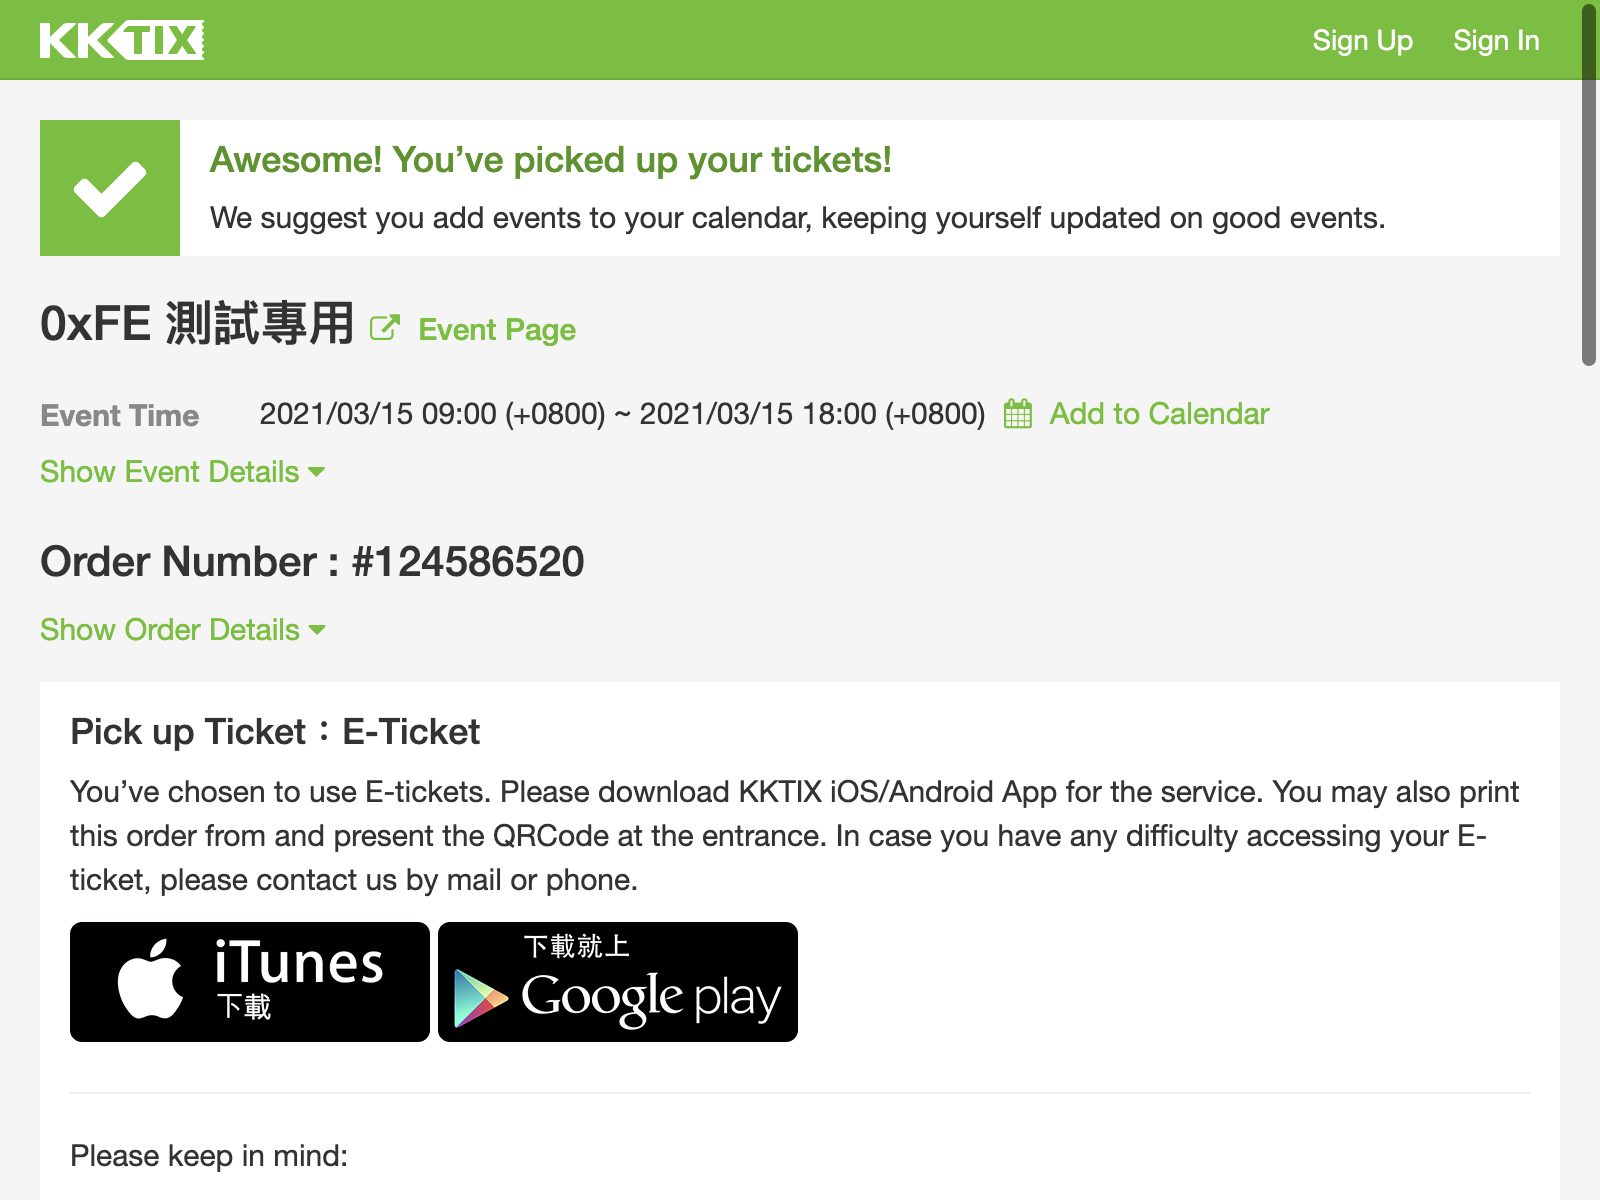 KKTIX
Sign Up Sign In
Awesome! You’ve picked up your tickets!
We suggest you add events to your calendar, keeping yourself updated on good events.
0xFE 測試專用 Event Page
Event Time 2021/03/15 09:00 (+0800) ~ 2021/03/15 18:00 (+0800) Add to Calendar
Show Event Details
Order Number : #124586520
Show Order Details
Pick up Ticket：E-Ticket
You’ve chosen to use E-tickets. Please download KKTIX iOS/Android App for the service. You may also print
this order from and present the QRCode at the entrance. In case you have any difficulty accessing your E-
ticket, please contact us by mail or phone.
iTunes
下載
下載就上
Google play
Please keep in mind: